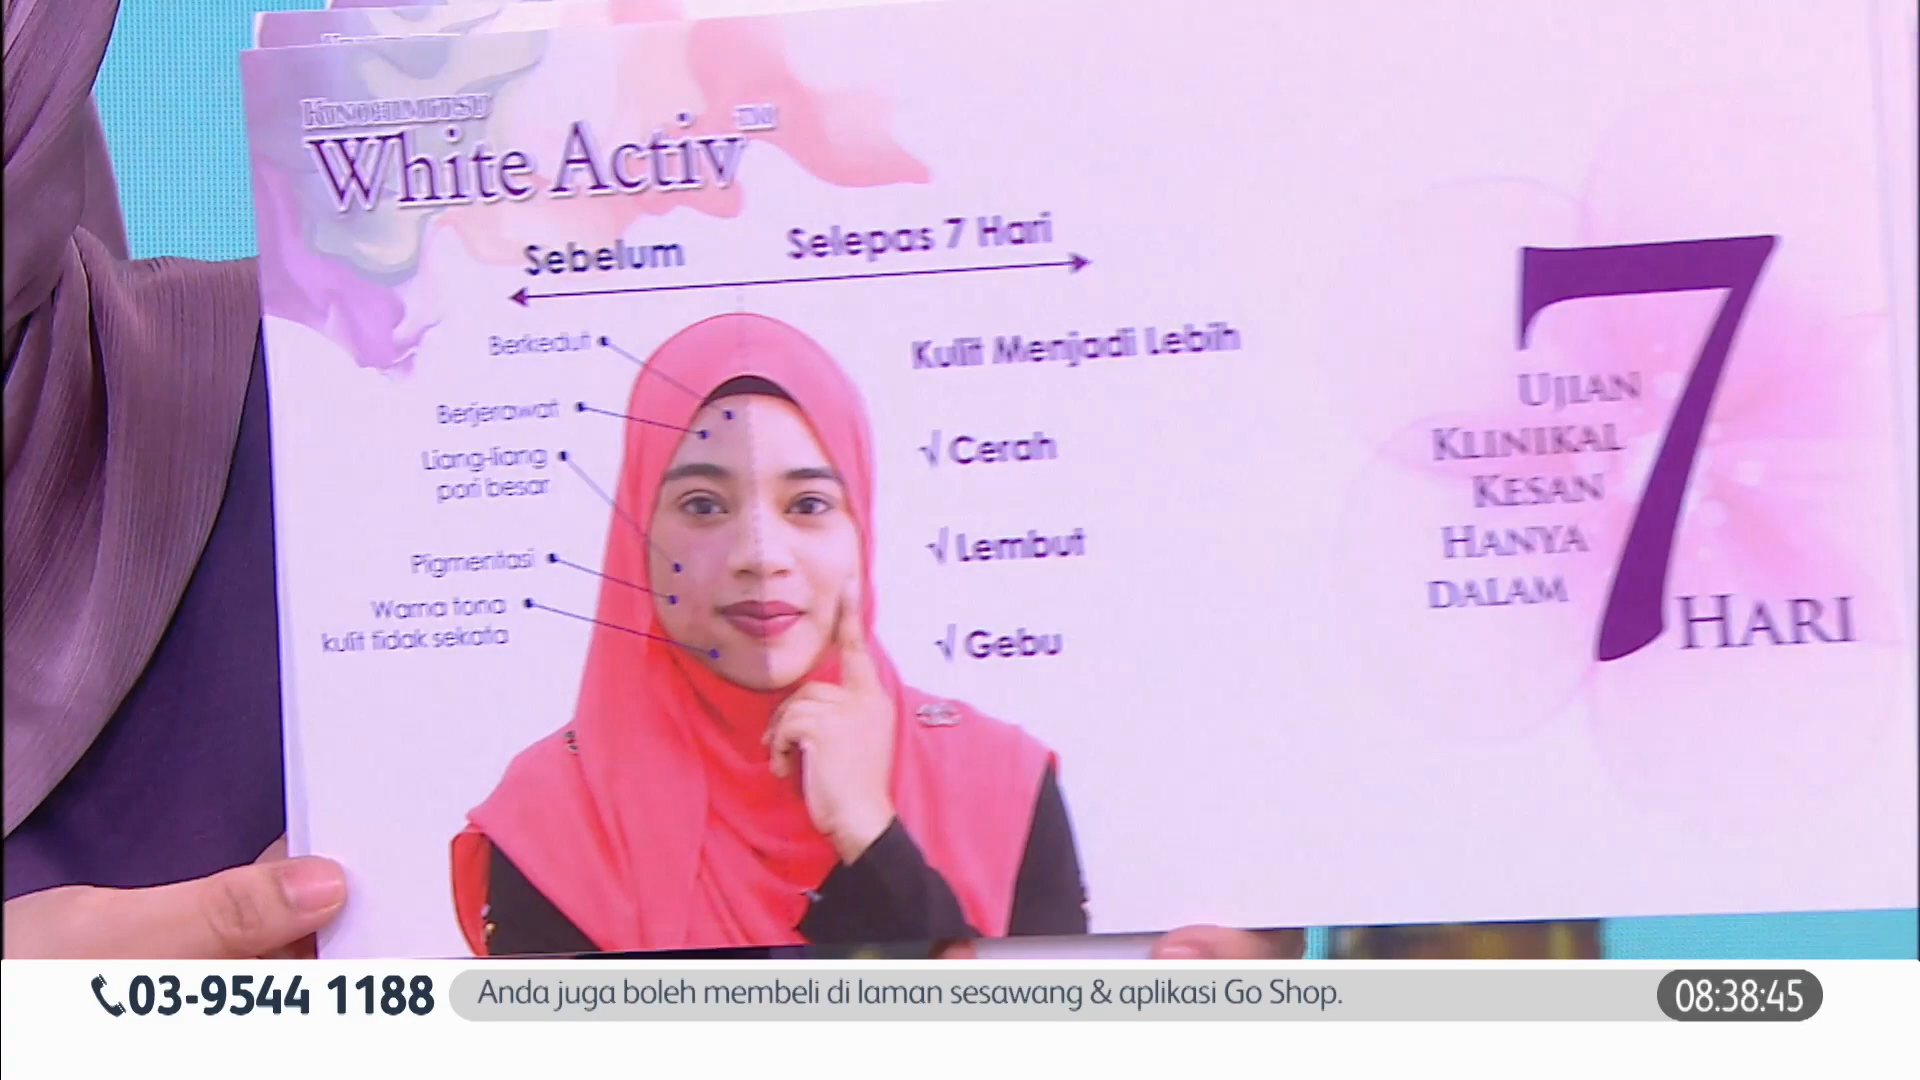 KINOHIMITSU
White Activ™
Sebelum
Selepas 7 Hari
Berkedut
Berjerawat
Liang-liang
pori besar
Pigmentasi
Warna tona
kulit tidak sekata
Kulit Menjadi Lebih
√ Cerah
√ Lembut
√ Gebu
7
UJIAN
KLINIKAL
KESAN
HANYA
DALAM
HARI
03-9544 1188
Anda juga boleh membeli di laman sesawang & aplikasi Go Shop.
08:38:45